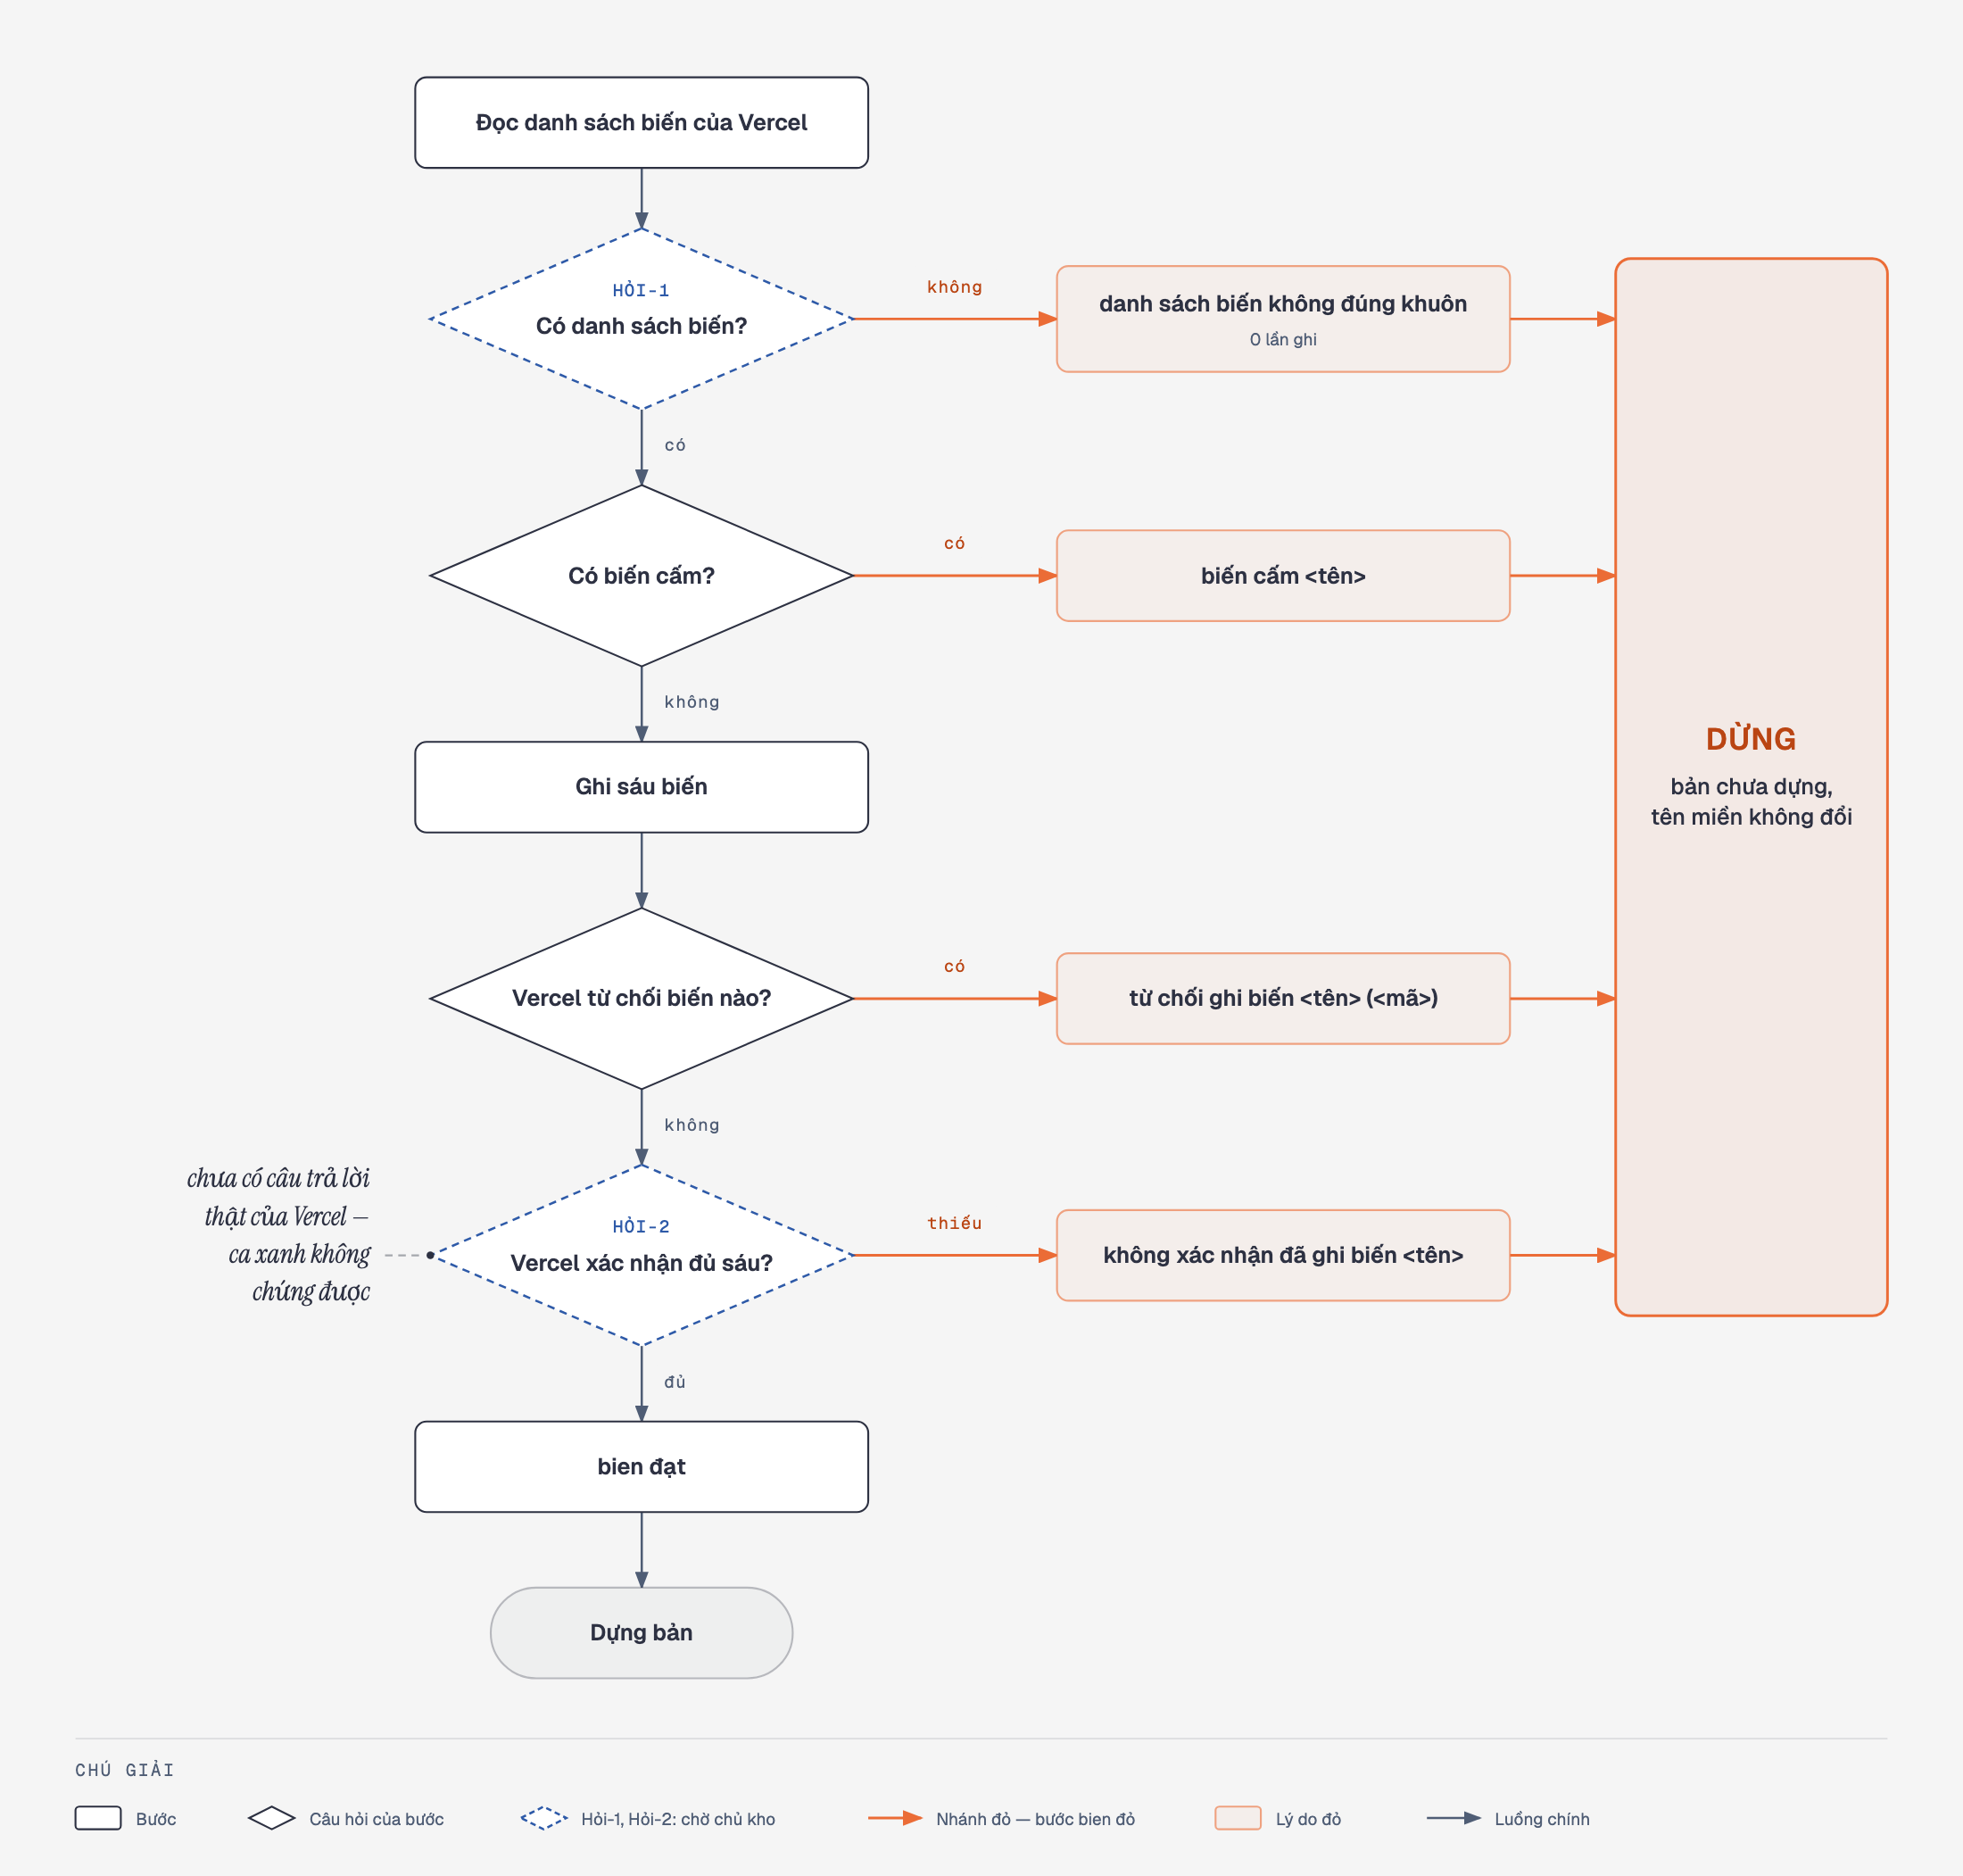 Đọc danh sách biến của Vercel
HỎI-1
Có danh sách biến?
không
danh sách biến không đúng khuôn
0 lần ghi
có
Có biến cấm?
có
biến cấm <tên>
không
Ghi sáu biến
DỪNG
bản chưa dựng,
tên miền không đổi
Vercel từ chối biến nào?
có
từ chối ghi biến <tên> (<mã>)
không
chưa có câu trả lời
thật của Vercel —
ca xanh không
chứng được
HỎI-2
Vercel xác nhận đủ sáu?
thiếu
không xác nhận đã ghi biến <tên>
đủ
bien đạt
Dựng bản
CHÚ GIẢI
Bước
Câu hỏi của bước
Hỏi-1, Hỏi-2: chờ chủ kho
Nhánh đỏ — bước bien đỏ
Lý do đỏ
Luồng chính